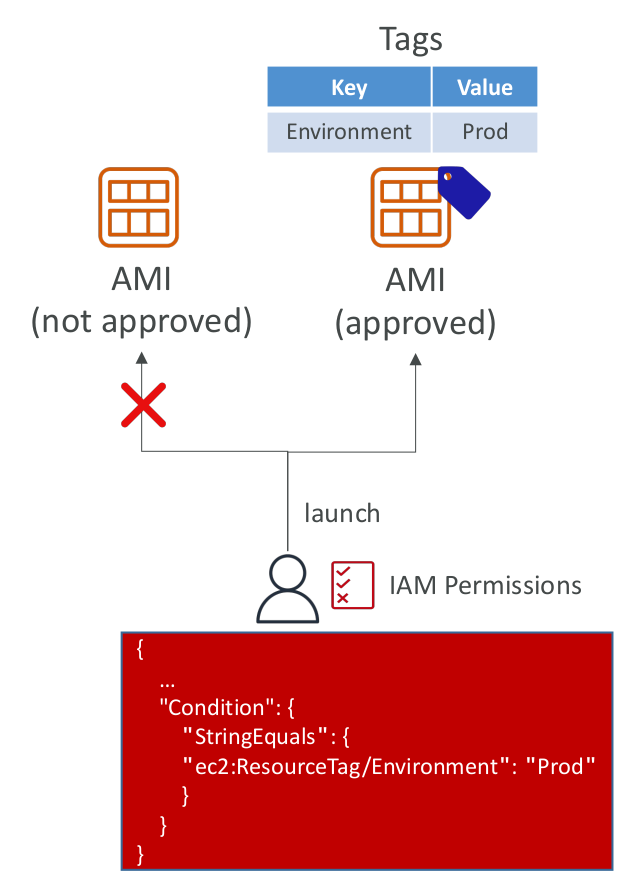 Tags
Key Value
Environment Prod
AMI
(not approved)
AMI
(approved)
launch
IAM Permissions
{
...
"Condition": {
"StringEquals": {
"ec2:ResourceTag/Environment": "Prod"
}
}
}